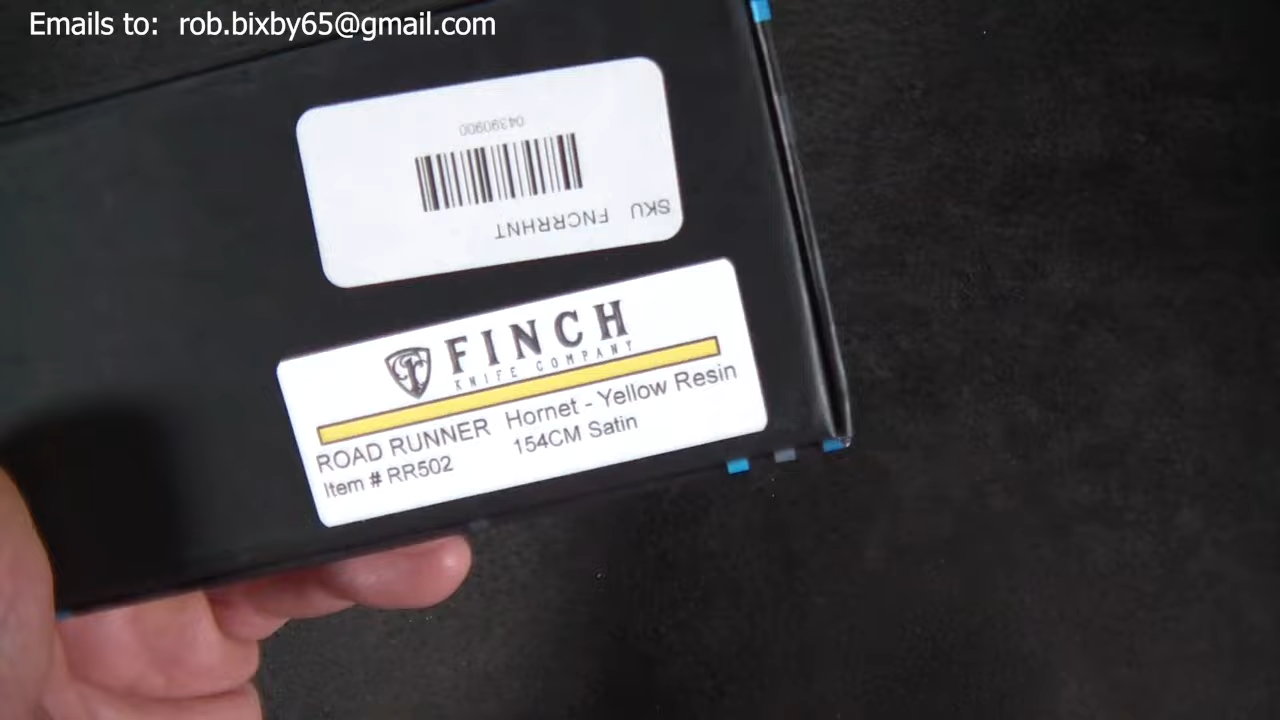 Emails to: rob.bixby65@gmail.com
04390900
SKU FNCRRHNT
FINCH
KNIFE COMPANY
ROAD RUNNER Hornet - Yellow Resin
Item # RR502 154CM Satin